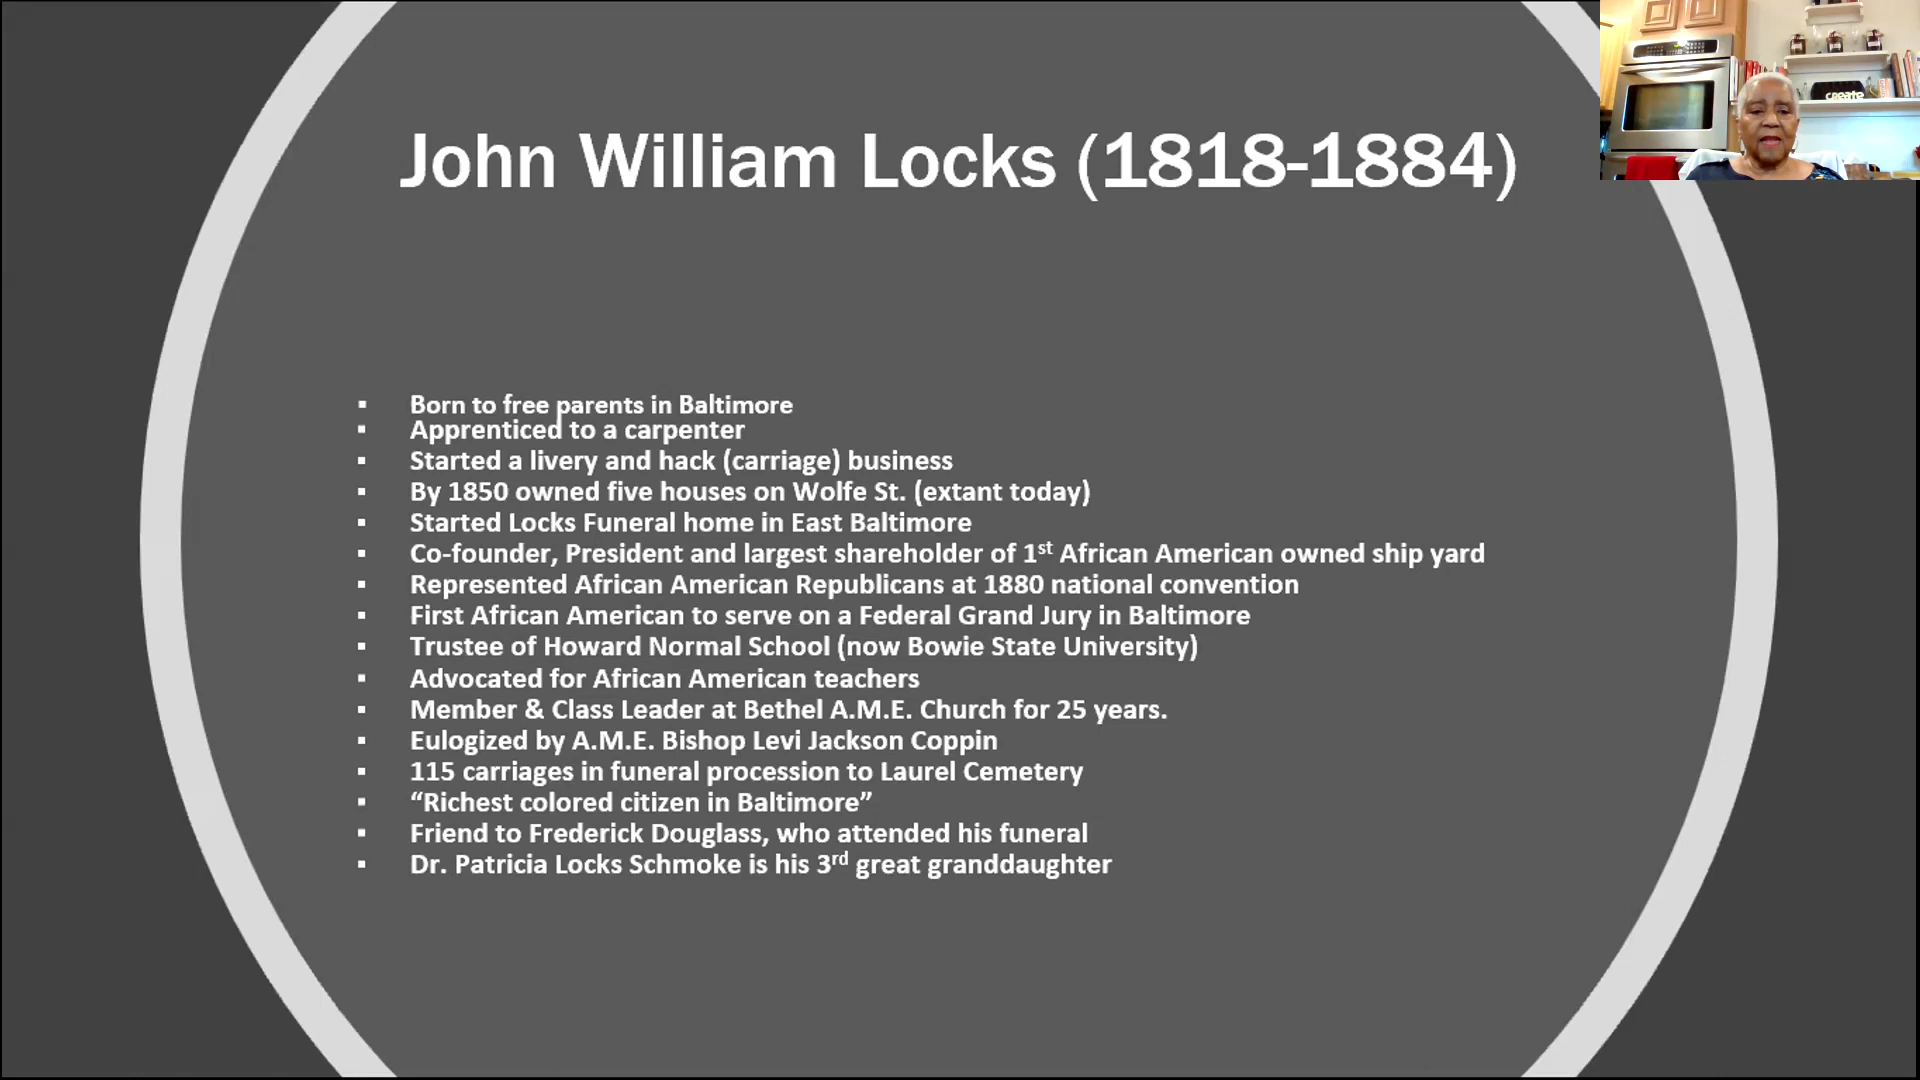 John William Locks (1818-1884)
create
▪ Born to free parents in Baltimore
▪ Apprenticed to a carpenter
▪ Started a livery and hack (carriage) business
▪ By 1850 owned five houses on Wolfe St. (extant today)
▪ Started Locks Funeral home in East Baltimore
▪ Co-founder, President and largest shareholder of 1st African American owned ship yard
▪ Represented African American Republicans at 1880 national convention
▪ First African American to serve on a Federal Grand Jury in Baltimore
▪ Trustee of Howard Normal School (now Bowie State University)
▪ Advocated for African American teachers
▪ Member & Class Leader at Bethel A.M.E. Church for 25 years.
▪ Eulogized by A.M.E. Bishop Levi Jackson Coppin
▪ 115 carriages in funeral procession to Laurel Cemetery
▪ “Richest colored citizen in Baltimore”
▪ Friend to Frederick Douglass, who attended his funeral
▪ Dr. Patricia Locks Schmoke is his 3rd great granddaughter